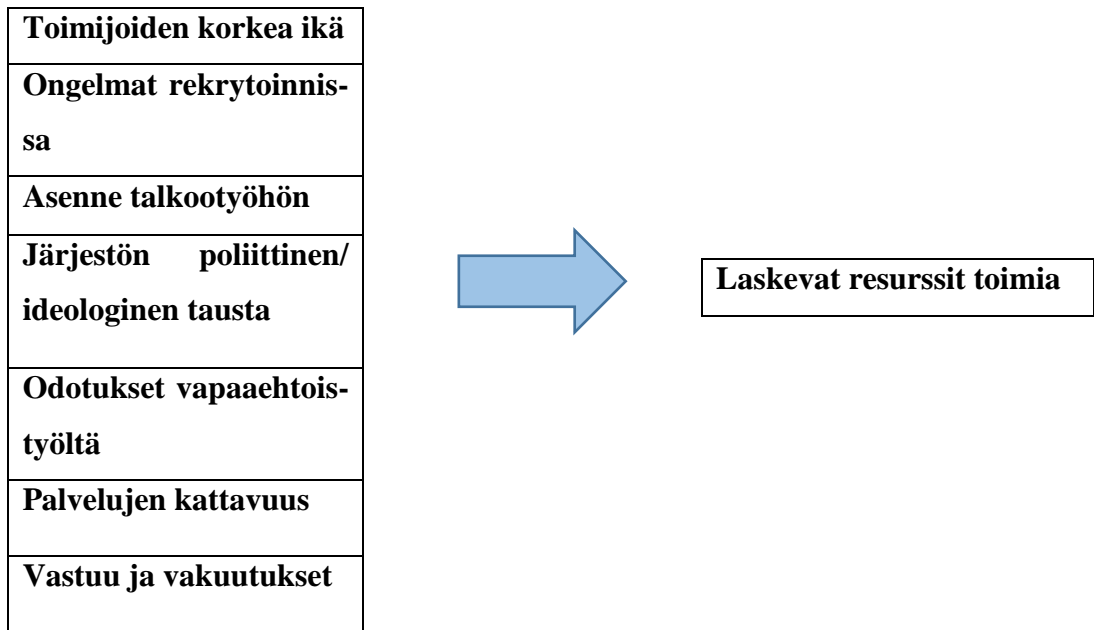 Toimijoiden korkea ikä
Ongelmat rekrytoinnis-
sa
Asenne talkootyöhön
Järjestön poliittinen/
ideologinen tausta
Odotukset vapaaehtois-
työltä
Palvelujen kattavuus
Vastuu ja vakuutukset
Laskevat resurssit toimia